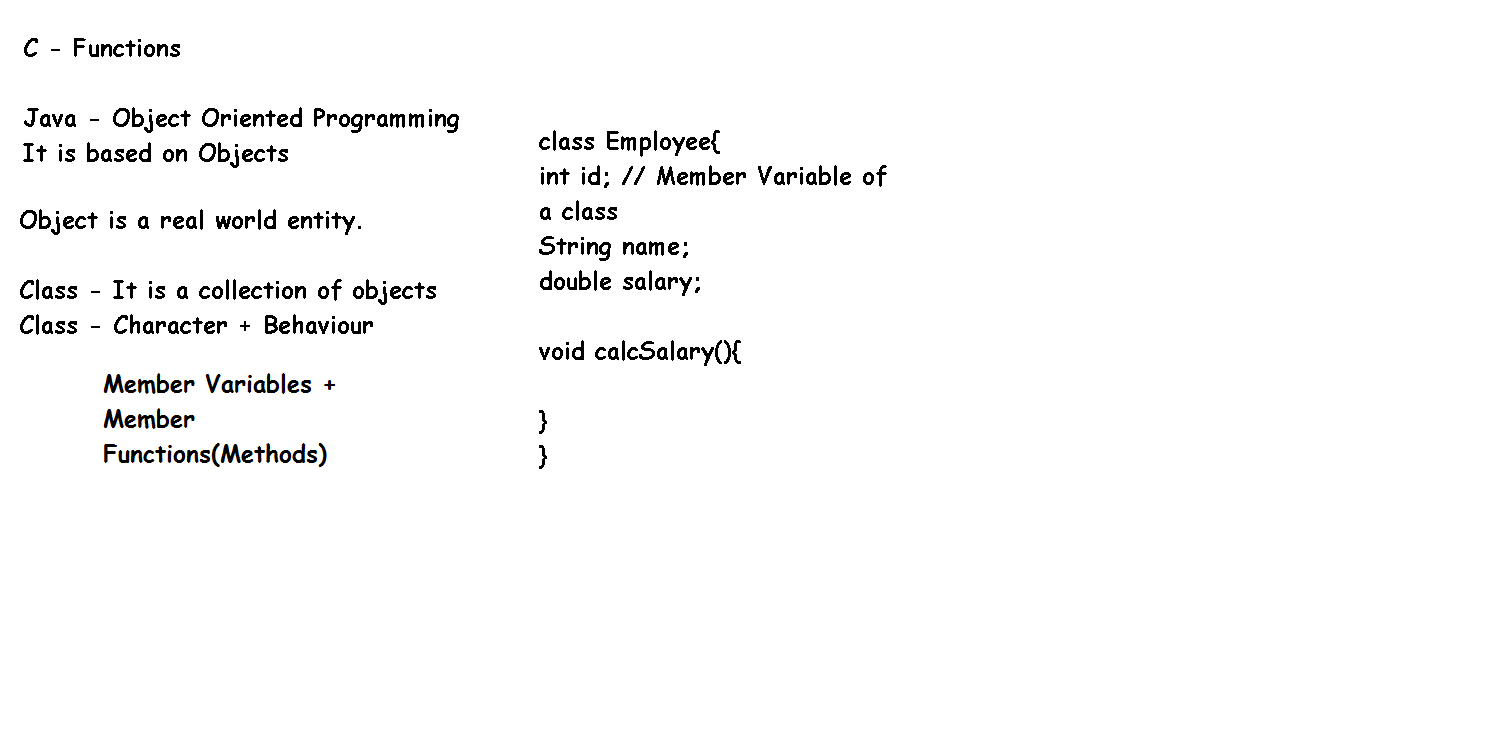 C - Functions
Java - Object Oriented Programming
It is based on Objects
Object is a real world entity.
Class - It is a collection of objects
Class - Character + Behaviour
Member Variables +
Member
Functions(Methods)
class Employee{
int id; // Member Variable of
a class
String name;
double salary;
void calcSalary(){
}
}